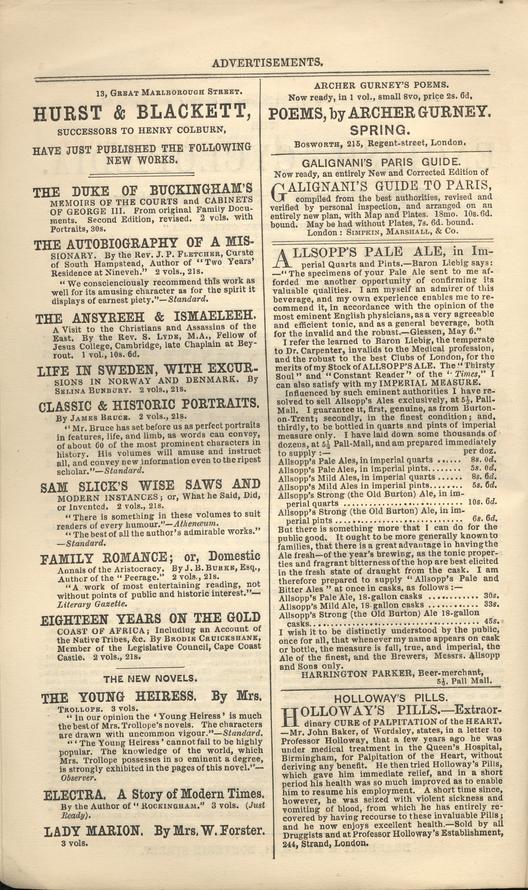 ADVERTISEMENTS.
13, GREAT MARLBOROUGH STREET.
HURST & BLACKETT,
SUCCESSORS TO HENRY COLBURN,
HAVE JUST PUBLISHED THE FOLLOWING
NEW WORKS.
THE DUKE OF BUCKINGHAM'S
MEMOIRS OF THE COURTS and CABINETS
OF GEORGE III. From original Family Docu-
ments. Second Edition, revised. 2 vols. with
Portraits, 30s.
THE AUTOBIOGRAPHY OF A MIS-
SIONARY. By the Rev. J. P. FLETCHER, Curate
of South Hampstead, Author of "Two Years'
Residence at Nineveh." 2 vols., 21s.
"We conscienciously recommend this work as
well for its amusing character as for the spirit it
displays of earnest piety."—Standard.
THE ANSYREEH & ISMAELEEH.
A Visit to the Christians and Assassins of the
East. By the Rev. S. LYDE, M.A., Fellow of
Jesus College, Cambridge, late Chaplain at Bey-
rout. 1 vol., 10s. 6d.
LIFE IN SWEDEN, WITH EXCUR-
SIONS IN NORWAY AND DENMARK. By
SELINA BUNBURY. 2 vols., 21s.
CLASSIC & HISTORIC PORTRAITS.
By JAMES BRUCE. 2 vols., 21s.
"Mr. Bruce has set before us as perfect portraits
in features, life, and limb, as words can convey,
of about 60 of the most prominent characters in
history. His volumes will amuse and instruct
all, and convey new information even to the ripest
scholar."—Standard.
SAM SLICK'S WISE SAWS AND
MODERN INSTANCES; or, What He Said, Did,
or Invented. 2 vols., 21s.
"There is something in these volumes to suit
readers of every humour."—Athenæum.
"The best of all the author's admirable works."
—Standard.
FAMILY ROMANCE; or, Domestic
Annals of the Aristocracy. By J. B. BURKE, Esq.,
Author of the "Peerage." 2 vols., 21s.
"A work of most entertaining reading, not
without points of public and historic interest."—
Literary Gazette.
EIGHTEEN YEARS ON THE GOLD
COAST OF AFRICA; Including an Account of
the Native Tribes, &c. By BRODIE CRUICKSHANK,
Member of the Legislative Council, Cape Coast
Castle. 2 vols., 21s.
THE NEW NOVELS.
THE YOUNG HEIRESS. By Mrs.
TROLLOPE. 3 vols.
"In our opinion the 'Young Heiress' is much
the best of Mrs. Trollope's novels. The characters
are drawn with uncommon vigour."—Standard.
"'The Young Heiress' cannot fail to be highly
popular. The knowledge of the world, which
Mrs. Trollope possesses in so eminent a degree,
is strongly exhibited in the pages of this novel."—
Observer.
ELECTRA. A Story of Modern Times.
By the Author of "ROCKINGHAM." 3 vols. (Just
Ready).
LADY MARION. By Mrs. W. Forster.
3 vols.
ARCHER GURNEY'S POEMS.
Now ready, in 1 vol., small 8vo, price 2s. 6d,
POEMS, by ARCHER GURNEY.
SPRING.
BOSWORTH, 215, Regent-street, London.
GALIGNANI'S PARIS GUIDE.
Now ready, an entirely New and Corrected Edition of
GALIGNANI'S GUIDE TO PARIS,
compiled from the best authorities, revised and
verified by personal inspection, and arranged on an
entirely new plan, with Map and Plates. 18mo. 10s. 6d.
bound. May be had without Plates, 7s. 6d. bound.
London: SIMPKIN, MARSHALL, & Co.
ALLSOPP'S PALE ALE, in Im-
perial Quarts and Pints.—Baron Liebig says:
—"The specimens of your Pale Ale sent to me af-
forded me another opportunity of confirming its
valuable qualities. I am myself an admirer of this
beverage, and my own experience enables me to re-
commend it, in accordance with the opinion of the
most eminent English physicians, as a very agreeable
and efficient tonic, and as a general beverage, both
for the invalid and the robust.—Giessen, May 6."
I refer the learned to Baron Liebig, the temperate
to Dr. Carpenter, invalids to the Medical profession,
and the robust to the best Clubs of London, for the
merits of my Stock of ALLSOPP'S ALE. The "Thirsty
Soul" and "Constant Reader" of the "Times," I
can also satisfy with my IMPERIAL MEASURE.
Influenced by such eminent authorities I have re-
solved to sell Allsopp's Ales exclusively, at 5½, Pall-
Mall. I guarantee it, first, genuine, as from Burton-
on-Trent; secondly, in the finest condition; and,
thirdly, to be bottled in quarts and pints of imperial
measure only. I have laid down some thousands of
dozens, at 5½ Pall-Mall, and am prepared immediately
to supply:— per doz.
Allsopp's Pale Ales, in imperial quarts ...... 8s. 0d.
Allsopp's Pale Ales, in imperial pints........ 5s. 0d.
Allsopp's Mild Ales, in imperial quarts ...... 8s. 6d.
Allsopp's Mild Ales, in imperial pints........ 5s. 6d.
Allsopp's Strong (the Old Burton) Ale, in im-
perial quarts ........................ 10s. 6d.
Allsopp's Strong (the Old Burton) Ale, in im-
perial pints........................ 6s. 6d.
But there is something more that I can do for the
public good. It ought to be more generally known to
families, that there is a great advantage in having the
Ale fresh—of the year's brewing, as the tonic proper-
ties and fragrant bitterness of the hop are best elicited
in the fresh state of draught from the cask. I am
therefore prepared to supply "Allsopp's Pale and
Bitter Ales" at once in casks, as follows:—
Allsopp's Pale Ale, 18-gallon casks ............ 30s.
Allsopp's Mild Ale, 18-gallon casks ............ 33s.
Allsopp's Strong (the Old Burton) Ale 18-gallon
casks................................ 45s.
I wish it to be distinctly understood by the public,
once for all, that whenever my name appears on cask
or bottle, the measure is full, true, and imperial, the
Ale of the finest, and the Brewers, Messrs. Allsopp
and Sons only.
HARRINGTON PARKER, Beer-merchant,
5½, Pall Mall.
HOLLOWAY'S PILLS.
HOLLOWAY'S PILLS.—Extraor-
dinary CURE of PALPITATION of the HEART.
—Mr. John Baker, of Wordsley, states, in a letter to
Professor Holloway, that a few years ago he was
under medical treatment in the Queen's Hospital,
Birmingham, for Palpitation of the Heart, without
deriving any benefit. He then tried Holloway's Pills,
which gave him immediate relief, and in a short
period his health was so much improved as to enable
him to resume his employment. A short time since,
however, he was seized with violent sickness and
vomiting of blood, from which he has entirely re-
covered by having recourse to these invaluable Pills;
and he now enjoys excellent health.—Sold by all
Druggists and at Professor Holloway's Establishment,
244, Strand, London.